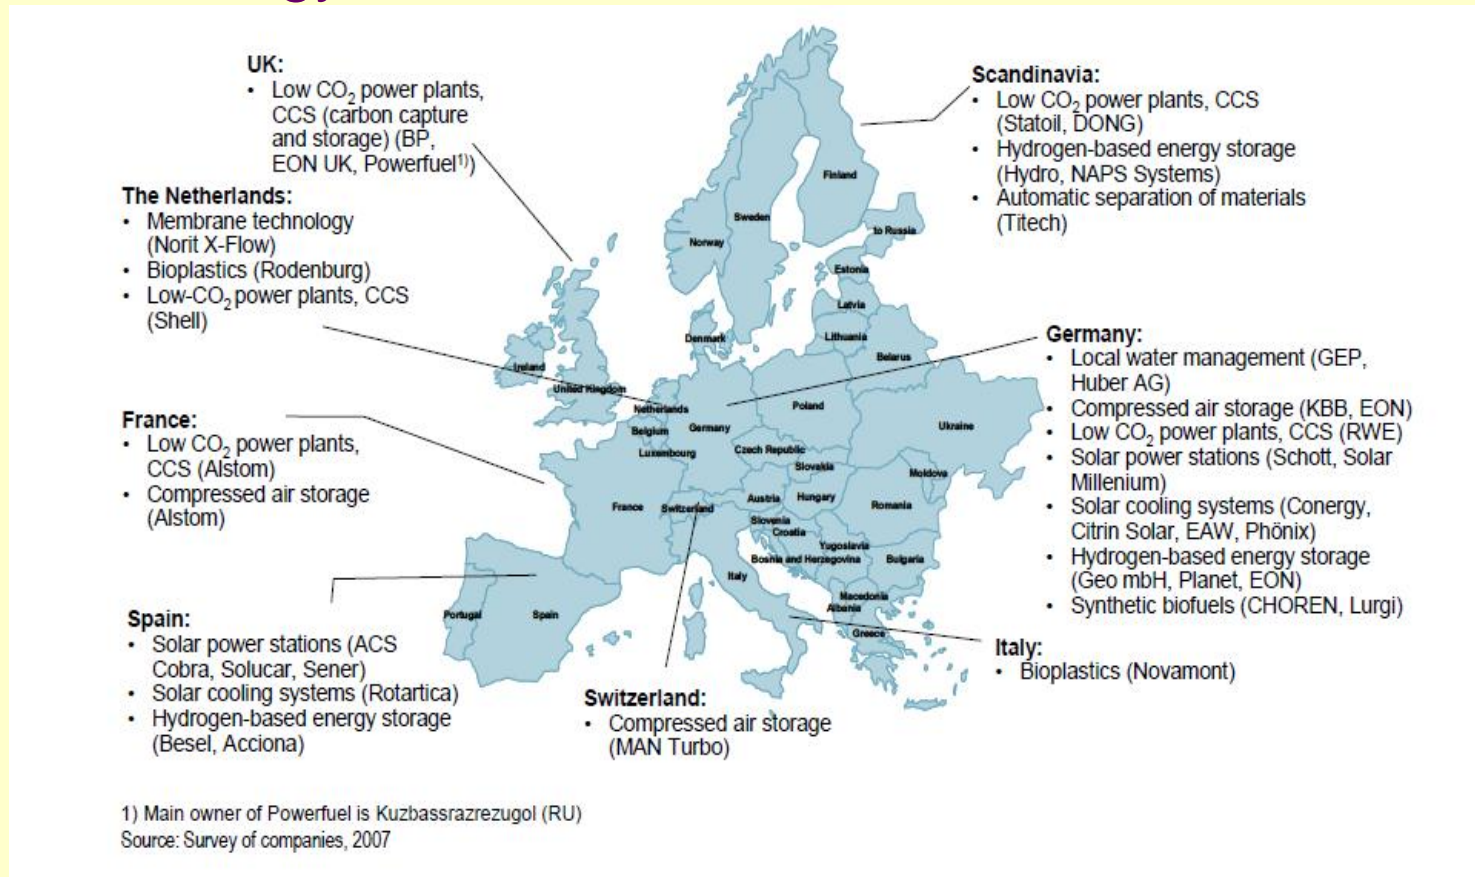 UK:
• Low CO2 power plants,
CCS (carbon capture
and storage) (BP,
EON UK, Powerfuel1))
The Netherlands:
• Membrane technology
(Norit X-Flow)
• Bioplastics (Rodenburg)
• Low-CO2 power plants, CCS
(Shell)
France:
• Low CO2 power plants,
CCS (Alstom)
• Compressed air storage
(Alstom)
Spain:
• Solar power stations (ACS
Cobra, Solucar, Sener)
• Solar cooling systems (Rotartica)
• Hydrogen-based energy storage
(Besel, Acciona)
Switzerland:
• Compressed air storage
(MAN Turbo)
Scandinavia:
• Low CO2 power plants, CCS
(Statoil, DONG)
• Hydrogen-based energy storage
(Hydro, NAPS Systems)
• Automatic separation of materials
(Titech)
Germany:
• Local water management (GEP,
Huber AG)
• Compressed air storage (KBB, EON)
• Low CO2 power plants, CCS (RWE)
• Solar power stations (Schott, Solar
Millenium)
• Solar cooling systems (Conergy,
Citrin Solar, EAW, Phönix)
• Hydrogen-based energy storage
(Geo mbH, Planet, EON)
• Synthetic biofuels (CHOREN, Lurgi)
Italy:
• Bioplastics (Novamont)
Finland
Sweden
to Russia
Norway
Estonia
Latvia
Denmark
Lithuania
Belarus
Ireland
United Kingdom
Netherlands
Poland
Belgium
Germany
Ukraine
Luxembourg
Czech Republic
Slovakia
Moldova
Austria
Hungary
France
Switzerland
Romania
Slovenia
Croatia
Yugoslavia
Bosnia and Herzegovina
Bulgaria
Italy
Macedonia
Albania
Portugal
Spain
Greece
1) Main owner of Powerfuel is Kuzbassrazrezugol (RU)
Source: Survey of companies, 2007